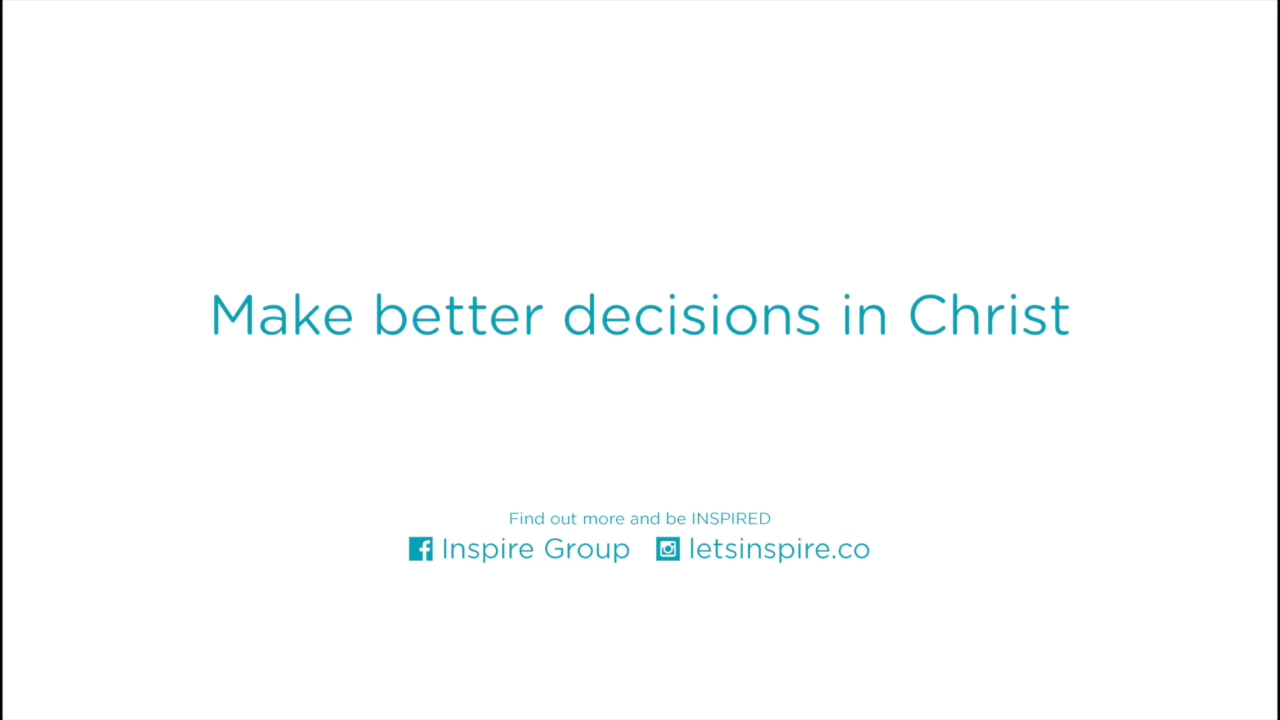 Make better decisions in Christ
Find out more and be INSPIRED
Inspire Group letsinspire.co